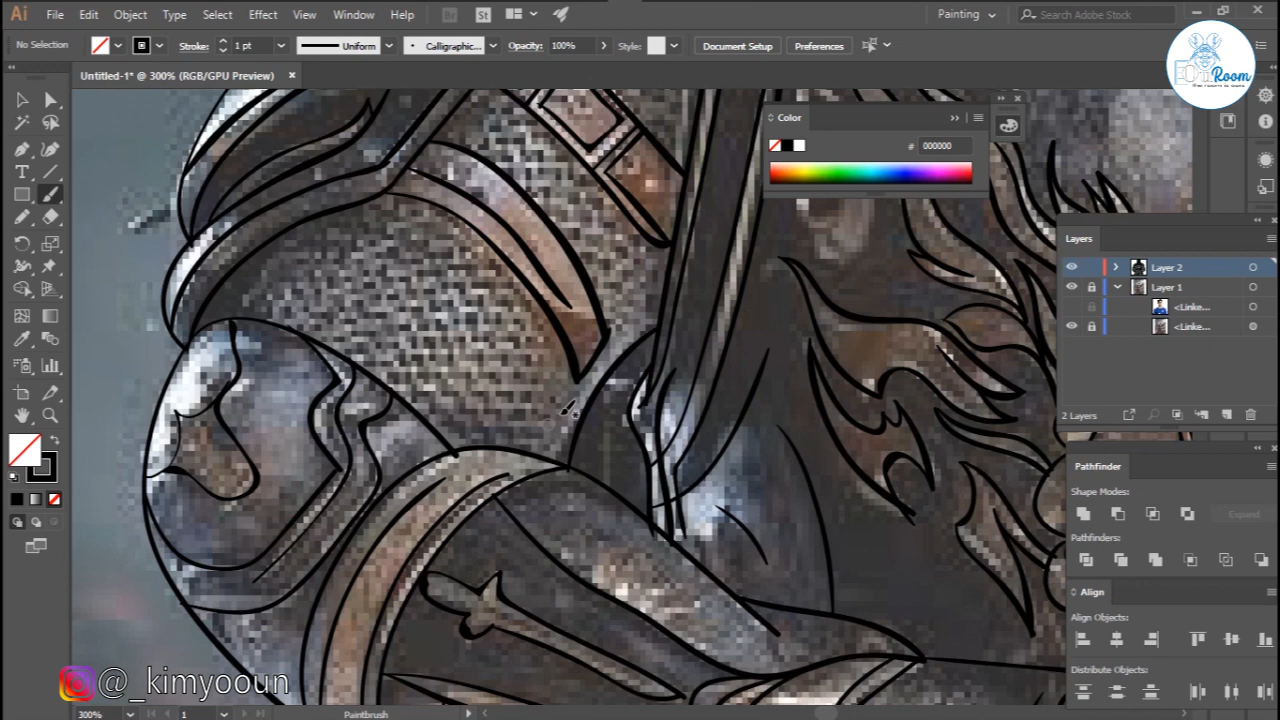 Ai File Edit Object Type Select Effect View Window Help Br St Painting Search Adobe Stock
No Selection Stroke: 1 pt Uniform Calligraphic... Opacity: 100% Style: Document Setup Preferences
Untitled-1* @ 300% (RGB/GPU Preview)
Room
Color
# 000000
Layers
Layer 2
Layer 1
<Linke...
<Linke...
2 Layers
Pathfinder
Shape Modes:
Expand
Pathfinders:
Align
Align Objects:
Distribute Objects:
@_kimyooun
300% 1 Paintbrush